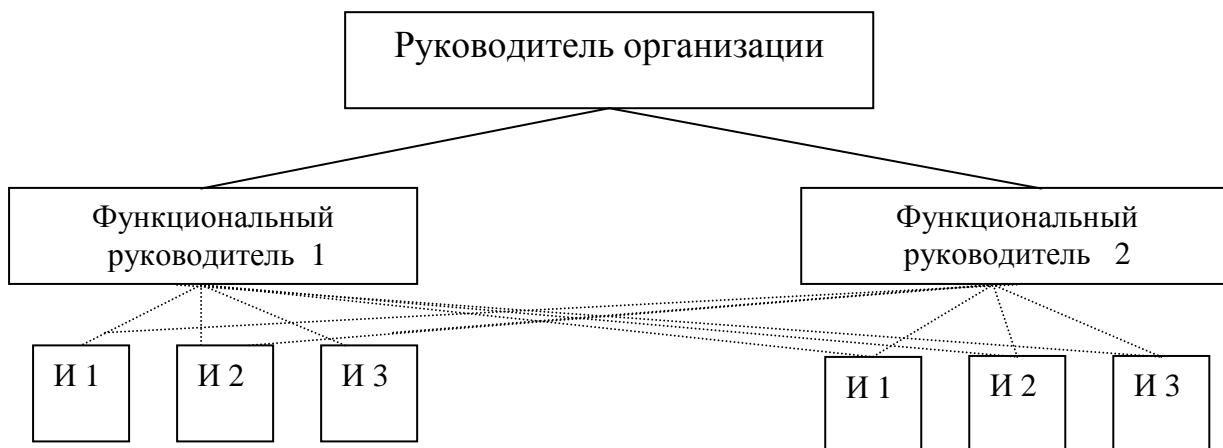 Руководитель организации
Функциональный
руководитель 1
Функциональный
руководитель 2
И 1
И 2
И 3
И 1
И 2
И 3